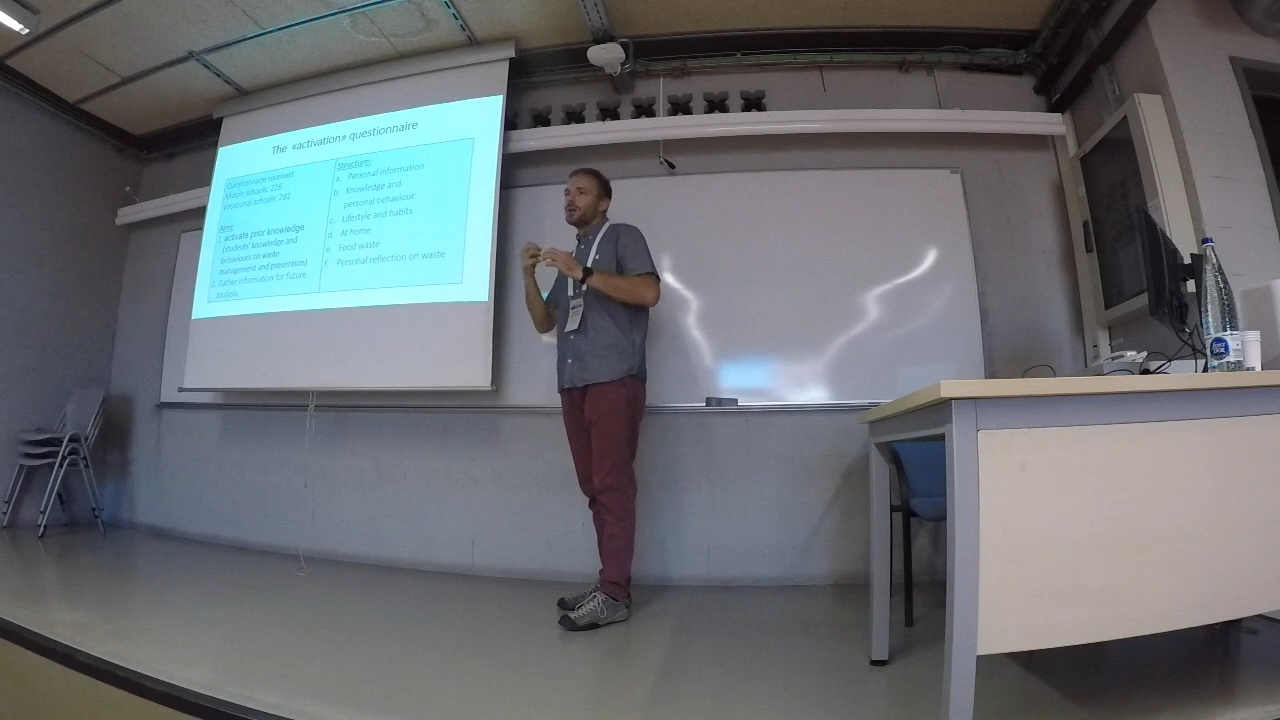 The «activation» questionnaire
Questionnaire received:
Middle schools: 226
Vocational schools: 282
Aims:
1. activate prior knowledge
(students' knowledge and
behaviours on waste
management and prevention)
2. Gather information for future
analysis
Structure:
a. Personal information
b. Knowledge and
personal behaviour
c. Lifestyle and habits
d. At home
e. Food waste
f. Personal reflection on waste